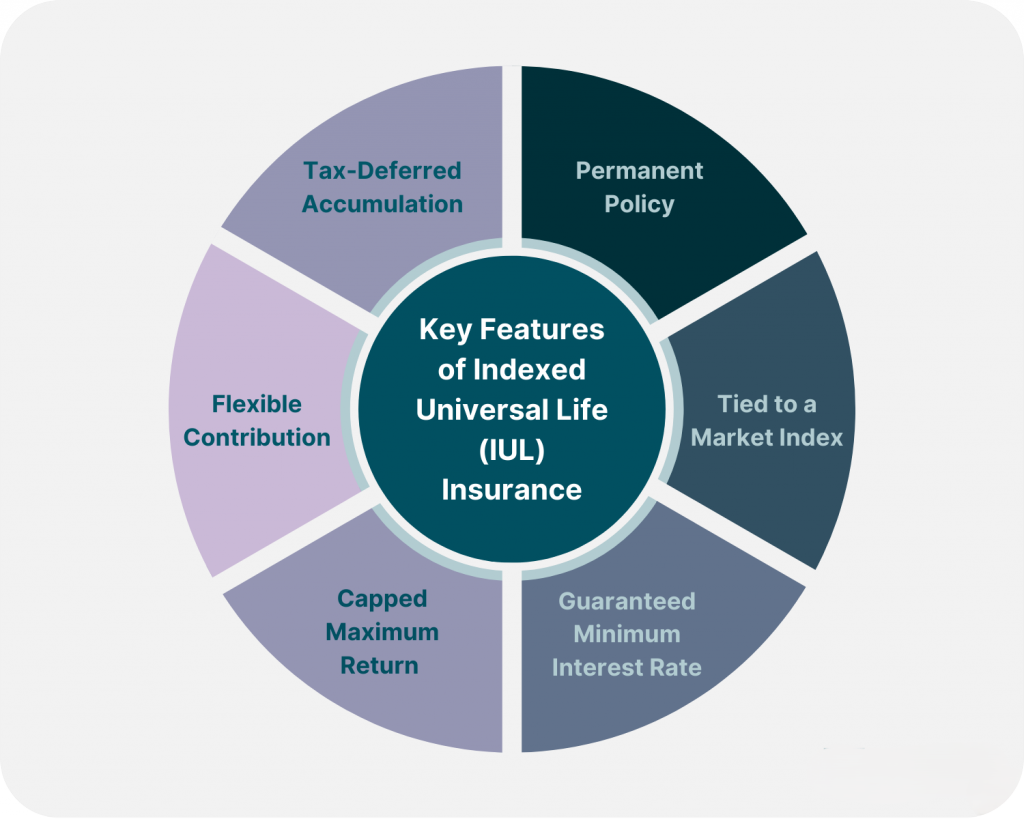 Key Features
of Indexed
Universal Life
(IUL)
Insurance
Permanent
Policy
Tied to a
Market Index
Guaranteed
Minimum
Interest Rate
Capped
Maximum
Return
Flexible
Contribution
Tax-Deferred
Accumulation